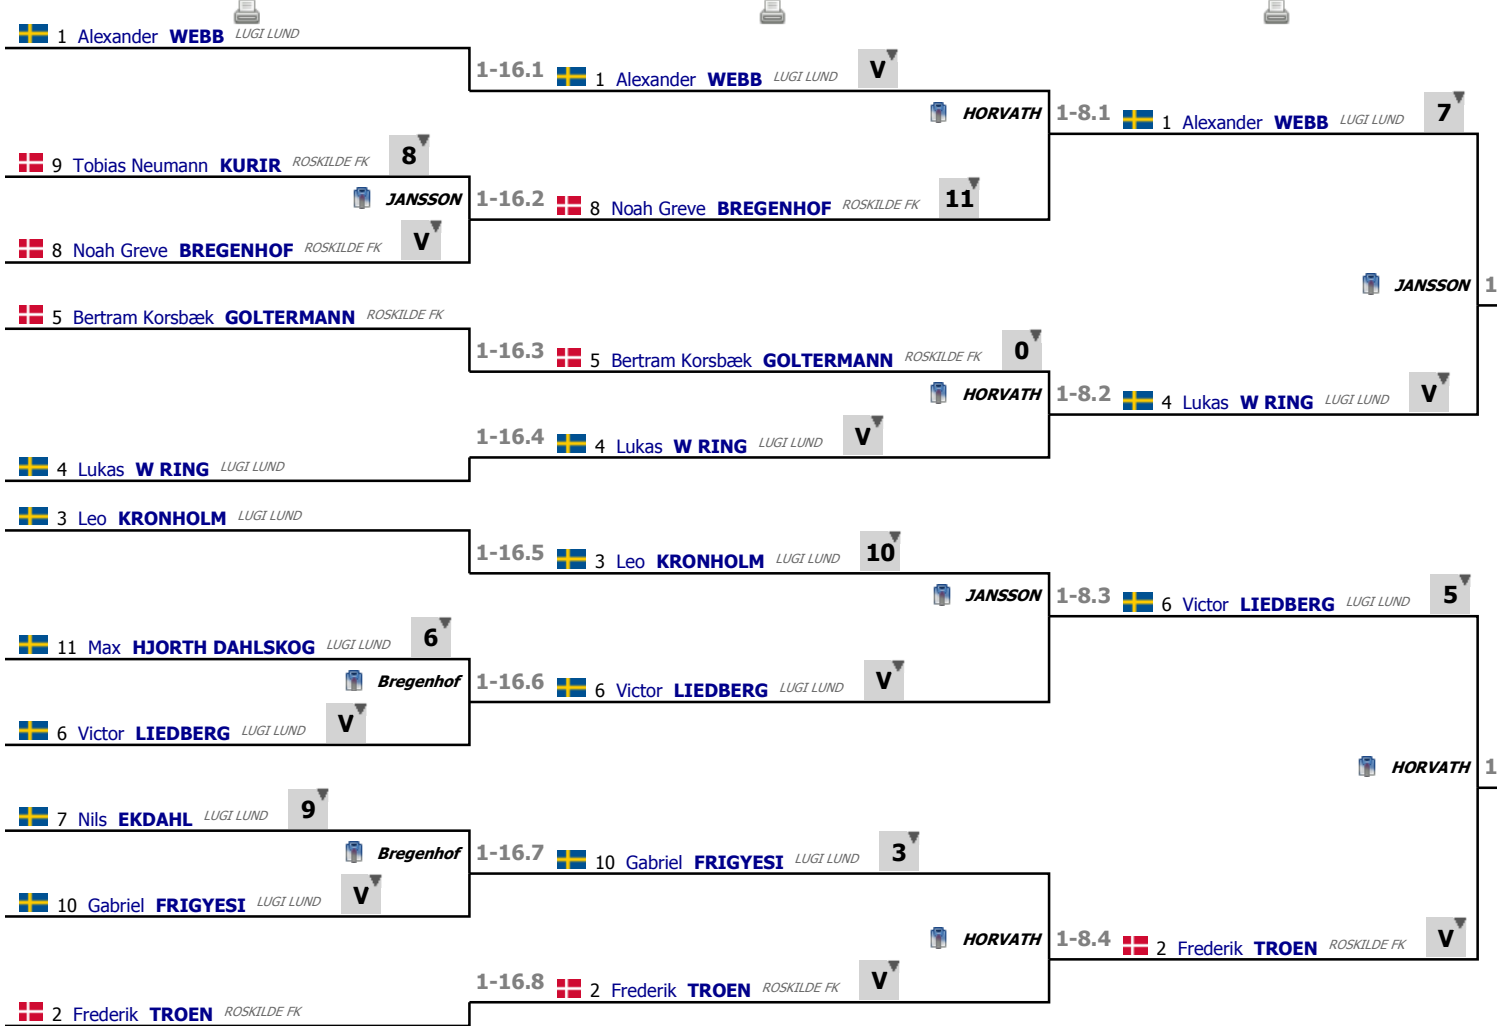 1 Alexander WEBB LUGI LUND
1-16.1 1 Alexander WEBB LUGI LUND V
HORVATH 1-8.1 1 Alexander WEBB LUGI LUND 7
9 Tobias Neumann KURIR ROSKILDE FK 8
JANSSON 1-16.2 8 Noah Greve BREGENHOF ROSKILDE FK 11
8 Noah Greve BREGENHOF ROSKILDE FK V
JANSSON 1
5 Bertram Korsbæk GOLTERMANN ROSKILDE FK
1-16.3 5 Bertram Korsbæk GOLTERMANN ROSKILDE FK 0
HORVATH 1-8.2 4 Lukas W RING LUGI LUND V
1-16.4 4 Lukas W RING LUGI LUND V
4 Lukas W RING LUGI LUND
3 Leo KRONHOLM LUGI LUND
1-16.5 3 Leo KRONHOLM LUGI LUND 10
JANSSON 1-8.3 6 Victor LIEDBERG LUGI LUND 5
11 Max HJORTH DAHLSKOG LUGI LUND 6
Bregenhof 1-16.6 6 Victor LIEDBERG LUGI LUND V
6 Victor LIEDBERG LUGI LUND V
HORVATH 1
7 Nils EKDAHL LUGI LUND 9
Bregenhof 1-16.7 10 Gabriel FRIGYESI LUGI LUND 3
10 Gabriel FRIGYESI LUGI LUND V
HORVATH 1-8.4 2 Frederik TROEN ROSKILDE FK V
1-16.8 2 Frederik TROEN ROSKILDE FK V
2 Frederik TROEN ROSKILDE FK